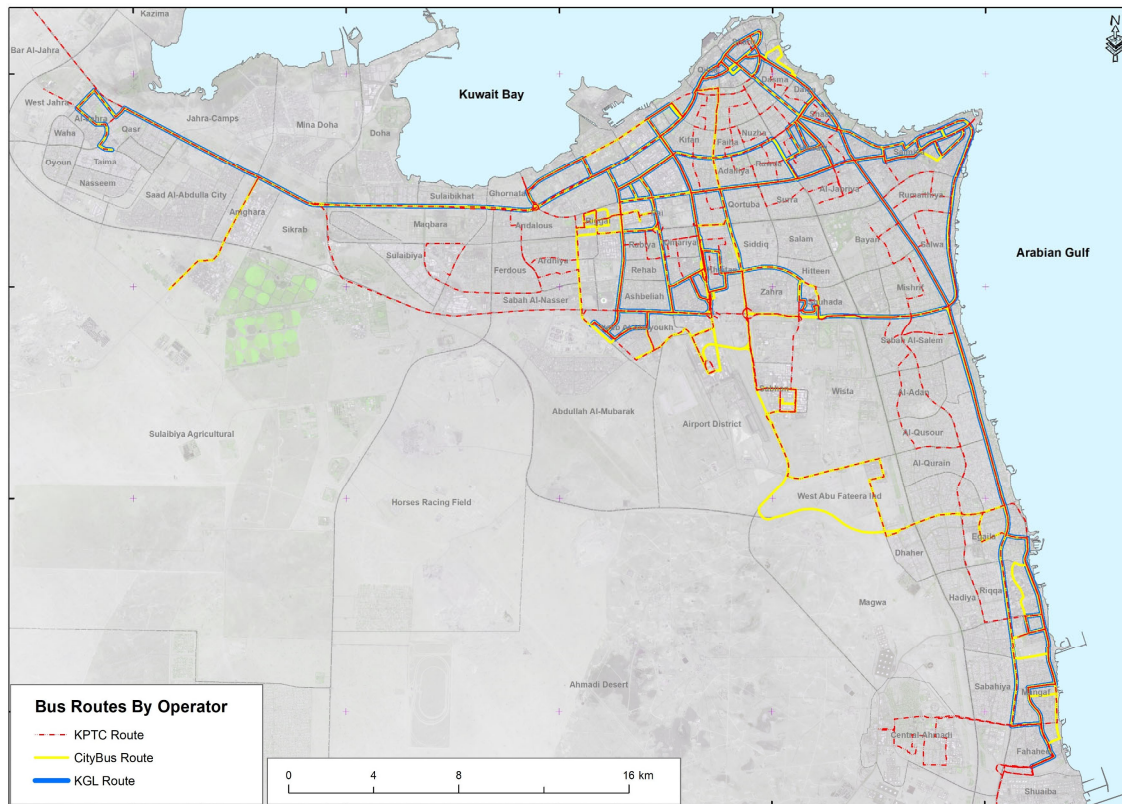 Kazima
Bar Al-Jahra
N
West Jahra
Al-Jahra
Waha
Qasr
Jahra-Camps
Mina Doha
Doha
Kuwait Bay
Oyoun
Taima
Nasseem
Saad Al-Abdulla City
Amghara
Sikrab
Sulaibikhat
Ghornata
Maqbara
Andalous
Sulaibiya
Ferdous
Ardhiya
Sabah Al-Nasser
Riggai
Rabiya
Omariya
Rehab
Ashbeliah
Khaitan
Dasma
Daiya
Kifan
Faiha
Nuzha
Adailiya
Rawda
Qortuba
Surra
Al-Jabriya
Rumaithiya
Siddiq
Salam
Bayan
Salwa
Hitteen
Zahra
Shuhada
Mishrif
Arabian Gulf
Sabah Al-Salem
Sabhan
Wista
Al-Adan
Abdullah Al-Mubarak
Airport District
Al-Qusour
Sulaibiya Agricultural
Al-Qurain
Horses Racing Field
West Abu Fateera Ind
Egaila
Dhaher
Magwa
Hadiya
Riqqa
Ahmadi Desert
Sabahiya
Mangaf
Central Ahmadi
Fahaheel
Shuaiba
Bus Routes By Operator
KPTC Route
CityBus Route
KGL Route
0 4 8 16 km